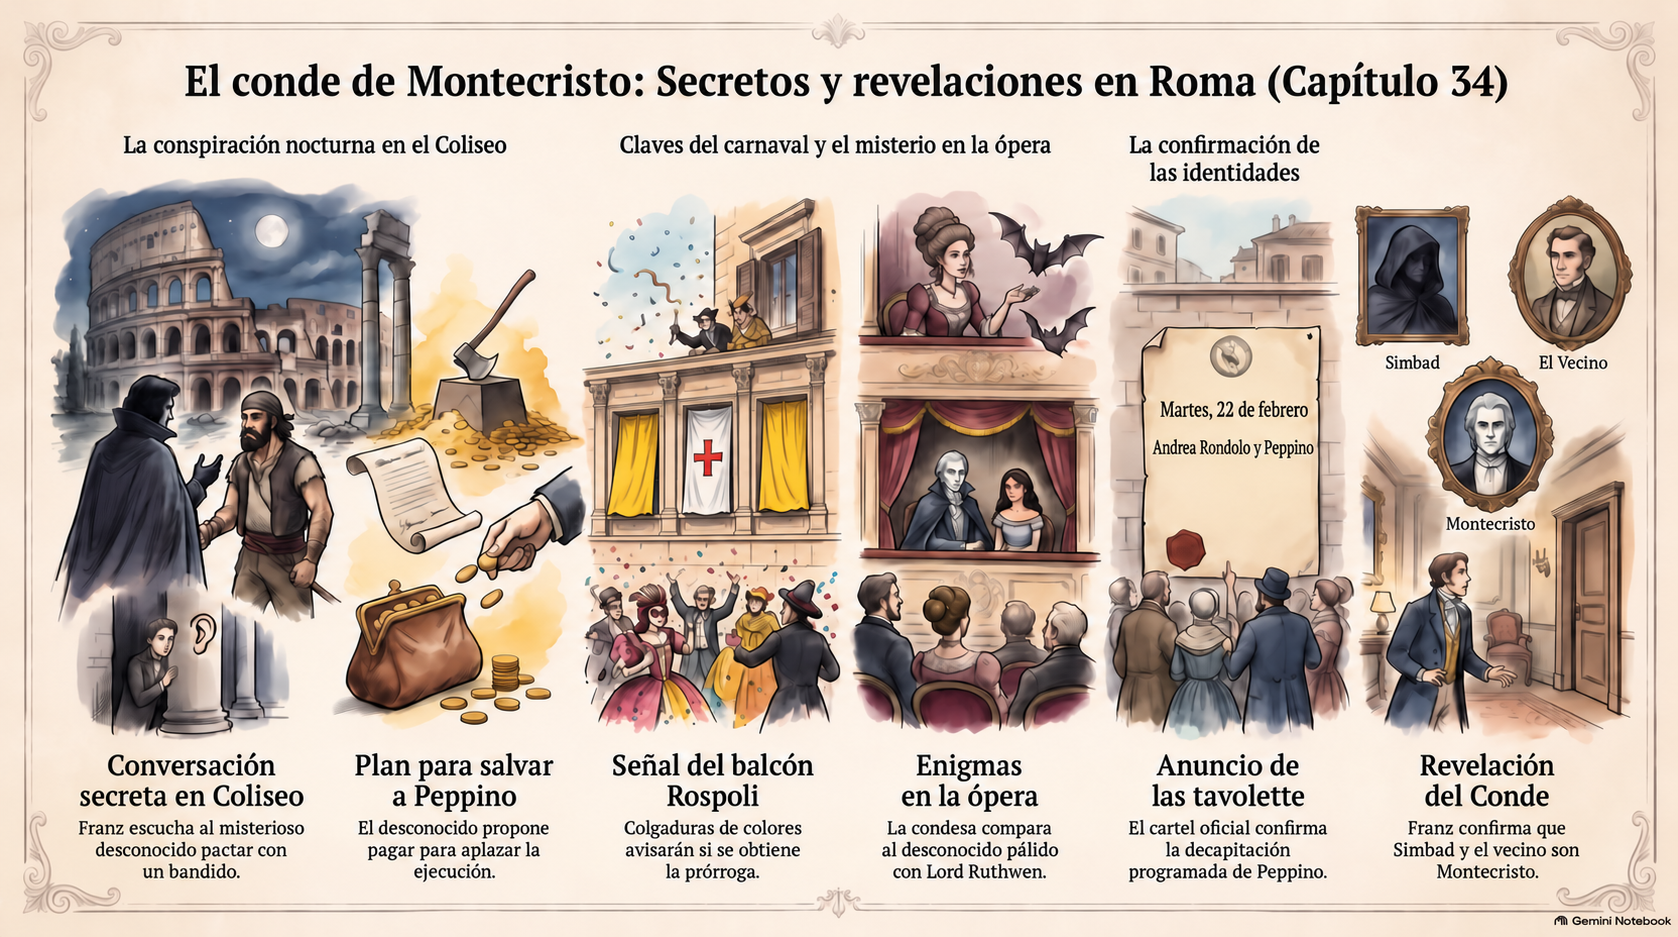 El conde de Montecristo: Secretos y revelaciones en Roma (Capítulo 34)
La conspiración nocturna en el Coliseo
Claves del carnaval y el misterio en la ópera
La confirmación de
las identidades
Martes, 22 de febrero
Andrea Rondolo y Peppino
Simbad
El Vecino
Montecristo
Conversación
secreta en Coliseo
Franz escucha al misterioso
desconocido pactar con
un bandido.
Plan para salvar
a Peppino
El desconocido propone
pagar para aplazar la
ejecución.
Señal del balcón
Rospoli
Colgaduras de colores
avisarán si se obtiene
la prórroga.
Enigmas
en la ópera
La condesa compara
al desconocido pálido
con Lord Ruthwen.
Anuncio de
las tavolette
El cartel oficial confirma
la decapitación
programada de Peppino.
Revelación
del Conde
Franz confirma que
Simbad y el vecino son
Montecristo.
Gemini Notebook